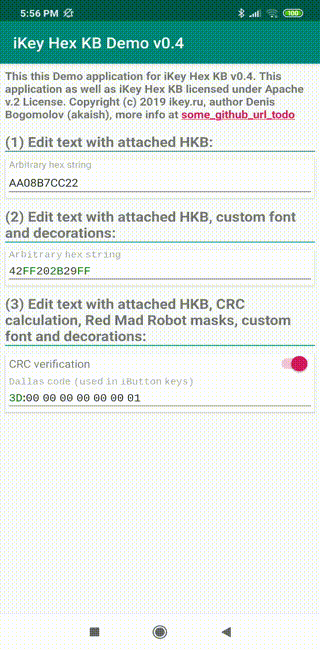 5:56 PM
100
iKey Hex KB Demo v0.4
This this Demo application for iKey Hex KB v0.4. This
application as well as iKey Hex KB licensed under Apache
v.2 License. Copyright (c) 2019 ikey.ru, author Denis
Bogomolov (akaish), more info at some_github_url_todo
(1) Edit text with attached HKB:
Arbitrary hex string
AA08B7CC22
(2) Edit text with attached HKB, custom font
and decorations:
Arbitrary hex string
42FF202B29FF
(3) Edit text with attached HKB, CRC
calculation, Red Mad Robot masks, custom
font and decorations:
CRC verification
Dallas code (used in iButton keys)
3D:00 00 00 00 00 00 01